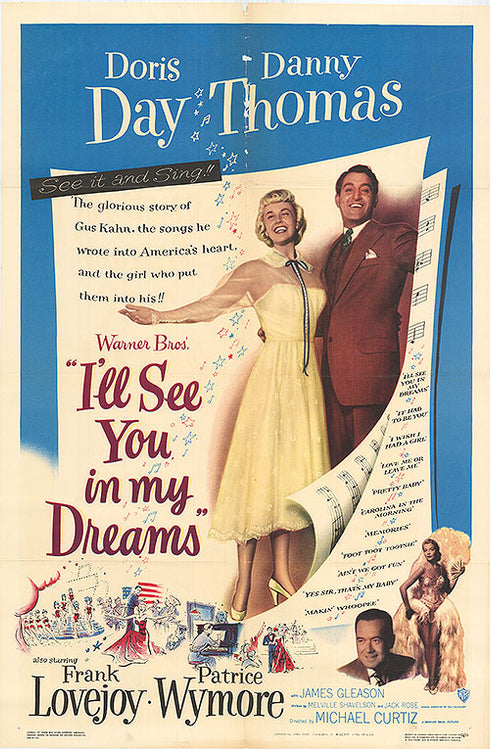 Doris
Day
Danny
Thomas
See it and Sing!!
The glorious story of
Gus Kahn, the songs he
wrote into America's heart,
and the girl who put
them into his!!
Warner Bros'.
"I'll See
You
in my
Dreams"
"I'LL SEE
YOU IN MY
DREAMS"
"IT HAD
TO BE YOU"
"I WISH I
HAD A GIRL"
"LOVE ME OR
LEAVE ME"
"PRETTY BABY"
"CAROLINA IN THE
MORNING"
"MEMORIES"
"TOOT TOOT TOOTSIE"
"AIN'T WE GOT FUN"
"YES SIR, THAT'S MY BABY"
"MAKIN' WHOOPEE"
also starring
Frank
Lovejoy ·
Patrice
Wymore
with JAMES GLEASON
Written by MELVILLE SHAVELSON and JACK ROSE
Directed by MICHAEL CURTIZ
WB